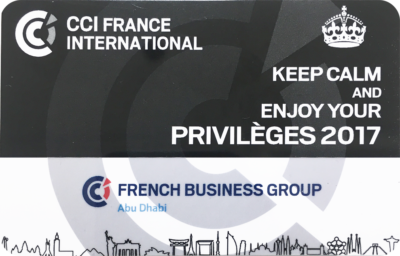 CCI FRANCE
INTERNATIONAL
KEEP CALM
AND
ENJOY YOUR
PRIVILÈGES 2017
FRENCH BUSINESS GROUP
Abu Dhabi